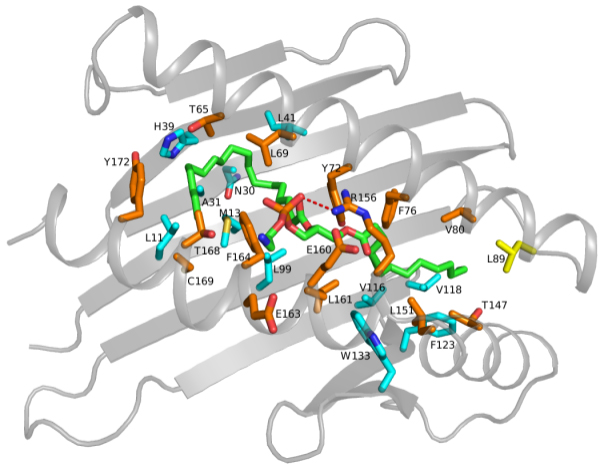 T65
L41
H39
L69
Y172
Y72
N30
A31
R156
M13
F76
L11
V80
T168
E160
F164
L99
L89
C169
V116
V118
L161
L151
T147
E163
F123
W133